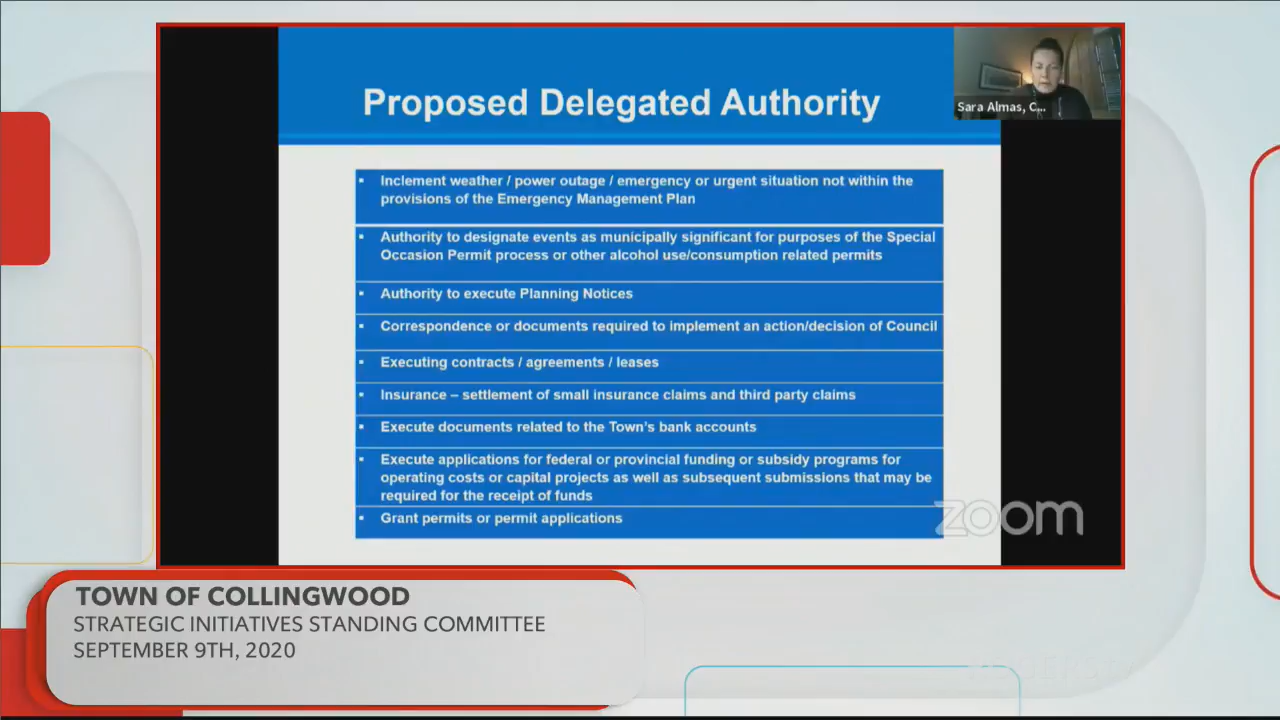 Proposed Delegated Authority
Sara Almas, C...
▪ Inclement weather / power outage / emergency or urgent situation not within the
provisions of the Emergency Management Plan
▪ Authority to designate events as municipally significant for purposes of the Special
Occasion Permit process or other alcohol use/consumption related permits
▪ Authority to execute Planning Notices
▪ Correspondence or documents required to implement an action/decision of Council
▪ Executing contracts / agreements / leases
▪ Insurance – settlement of small insurance claims and third party claims
▪ Execute documents related to the Town's bank accounts
▪ Execute applications for federal or provincial funding or subsidy programs for
operating costs or capital projects as well as subsequent submissions that may be
required for the receipt of funds
▪ Grant permits or permit applications
zoom
TOWN OF COLLINGWOOD
STRATEGIC INITIATIVES STANDING COMMITTEE
SEPTEMBER 9TH, 2020